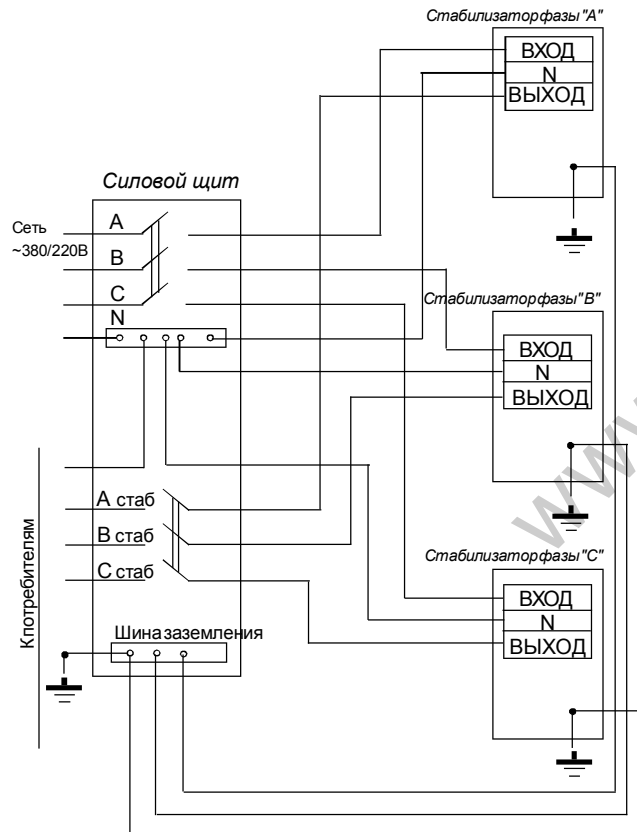 Стабилизаторфазы"А"
ВХОД
N
ВЫХОД
Силовой щит
Сеть
~380/220В
A
B
C
N
Стабилизаторфазы"В"
ВХОД
N
ВЫХОД
А стаб
В стаб
С стаб
Кпотребителям
Стабилизаторфазы"С"
ВХОД
N
ВЫХОД
Шиназаземления
www